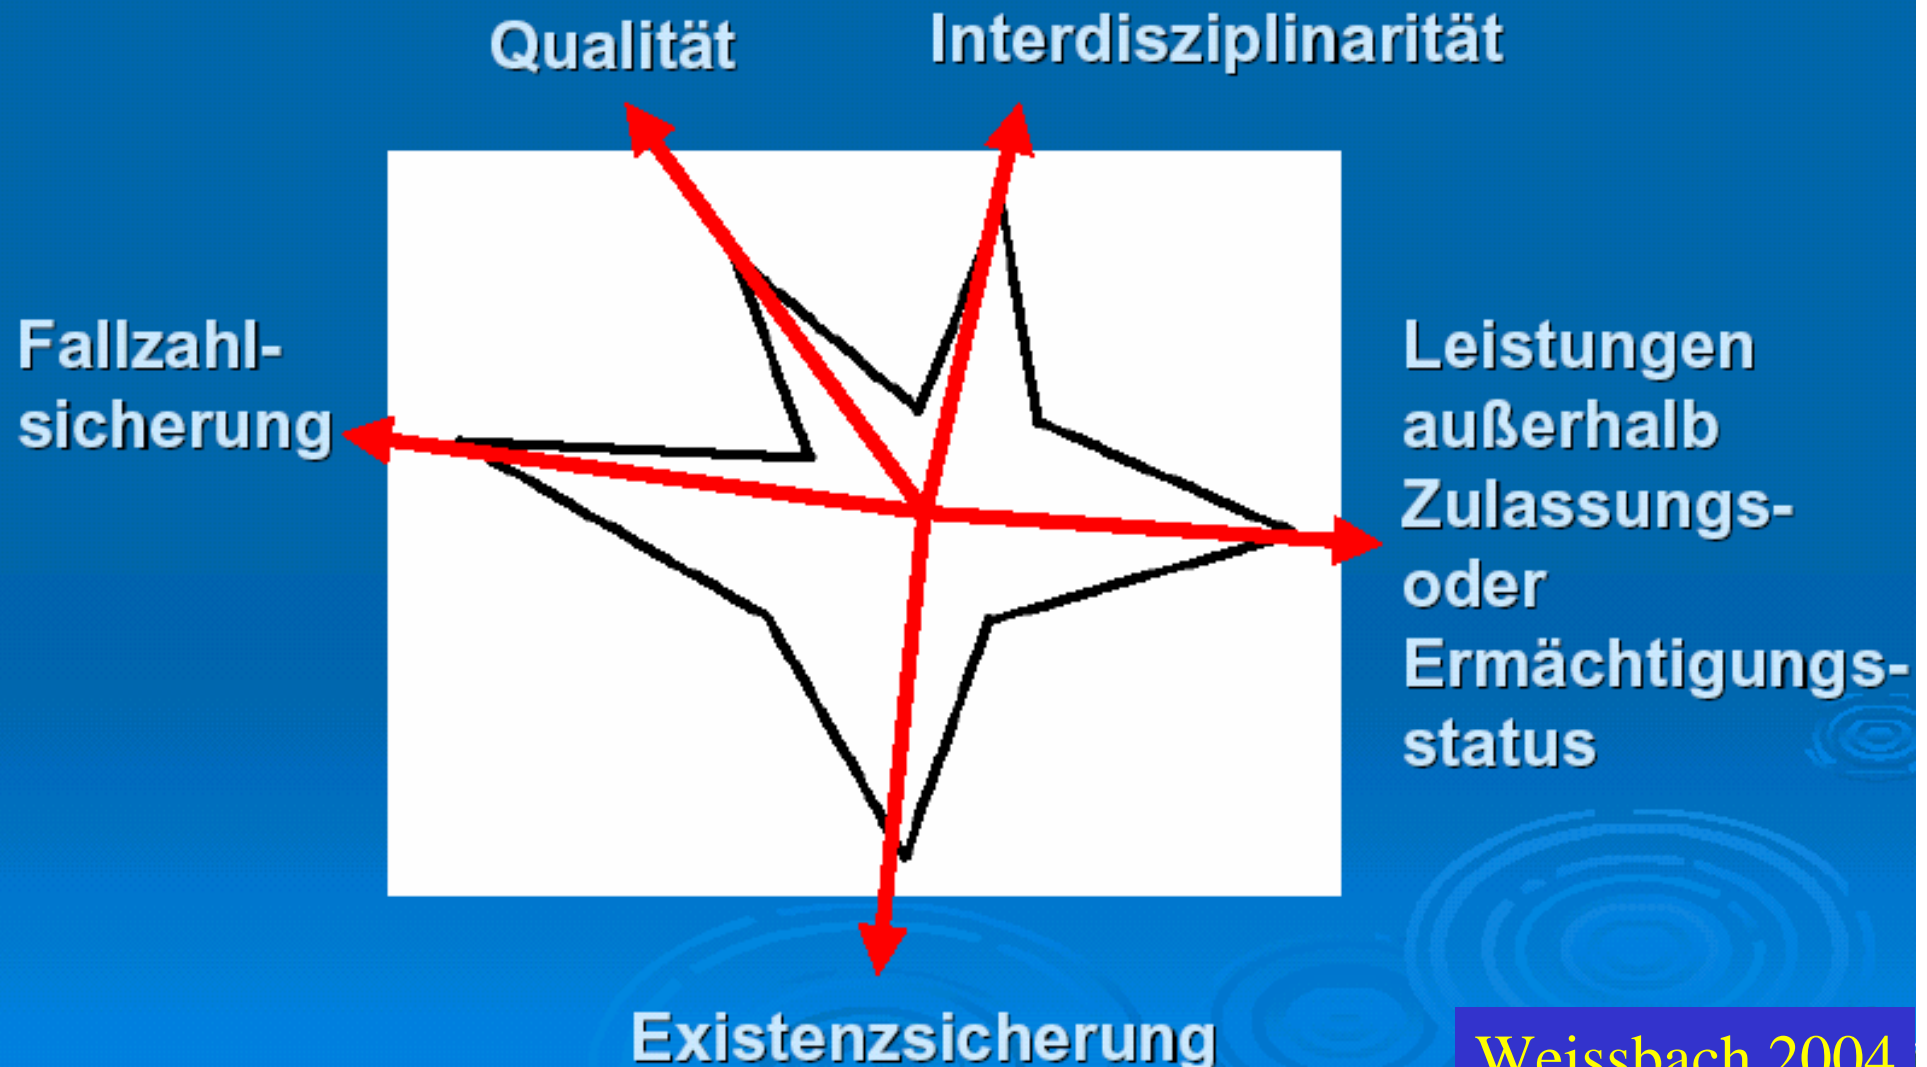 Qualität
Interdisziplinarität
Fallzahl-
sicherung
Leistungen
außerhalb
Zulassungs-
oder
Ermächtigungs-
status
Existenzsicherung
Weissbach 2004